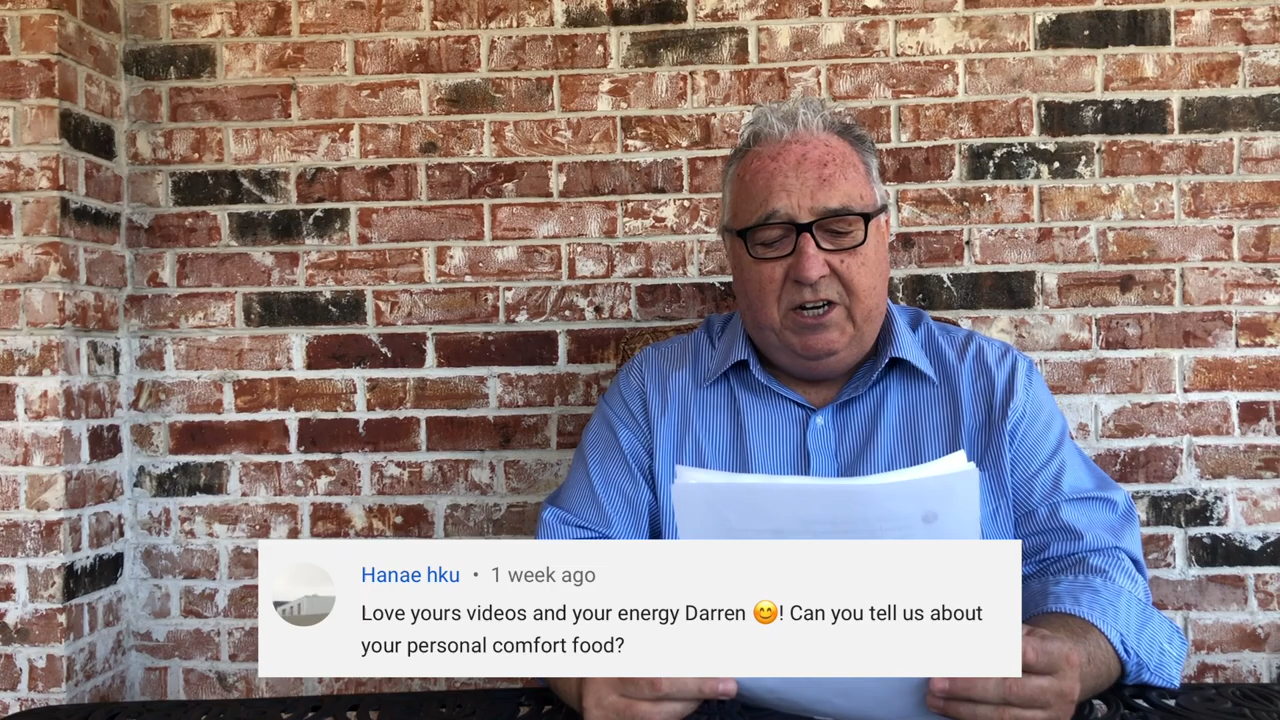 Hanae hku • 1 week ago
Love yours videos and your energy Darren 😊! Can you tell us about
your personal comfort food?